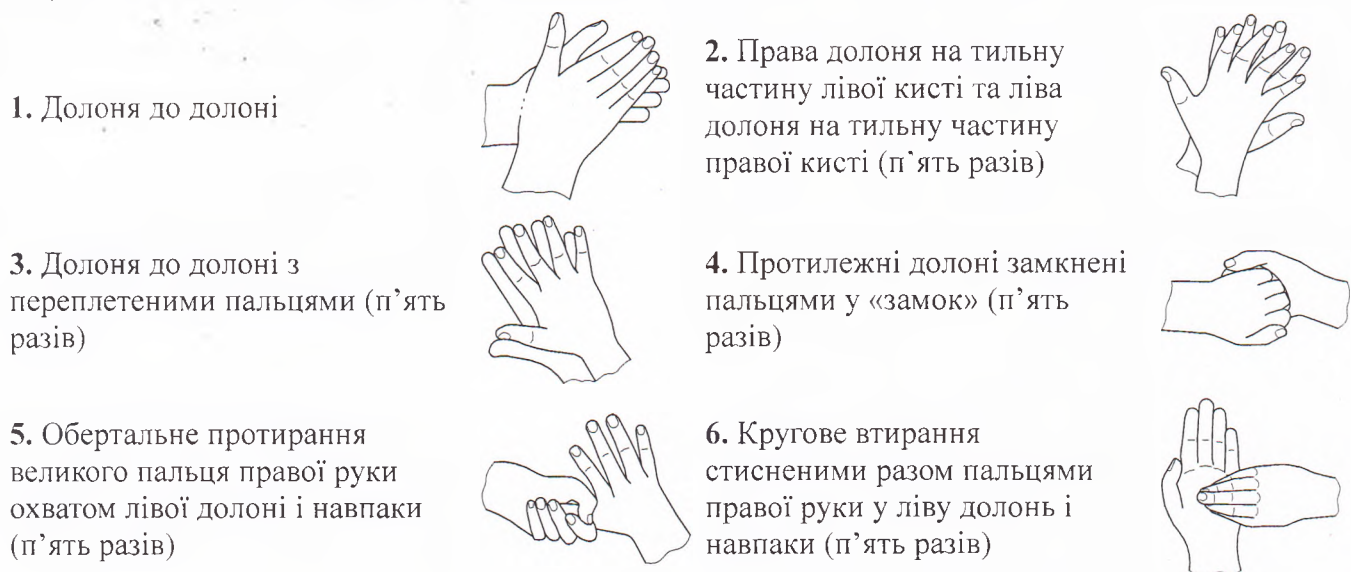 1. Долоня до долоні
2. Права долоня на тильну
частину лівої кисті та ліва
долоня на тильну частину
правої кисті (п`ять разів)
3. Долоня до долоні з
переплетеними пальцями (п’ять
разів)
4. Протилежні долоні замкнені
пальцями у «замок» (п’ять
разів)
5. Обертальне протирання
великого пальця правої руки
охватом лівої долоні і навпаки
(п’ять разів)
6. Кругове втирання
стисненими разом пальцями
правої руки у ліву долонь і
навпаки (п’ять разів)